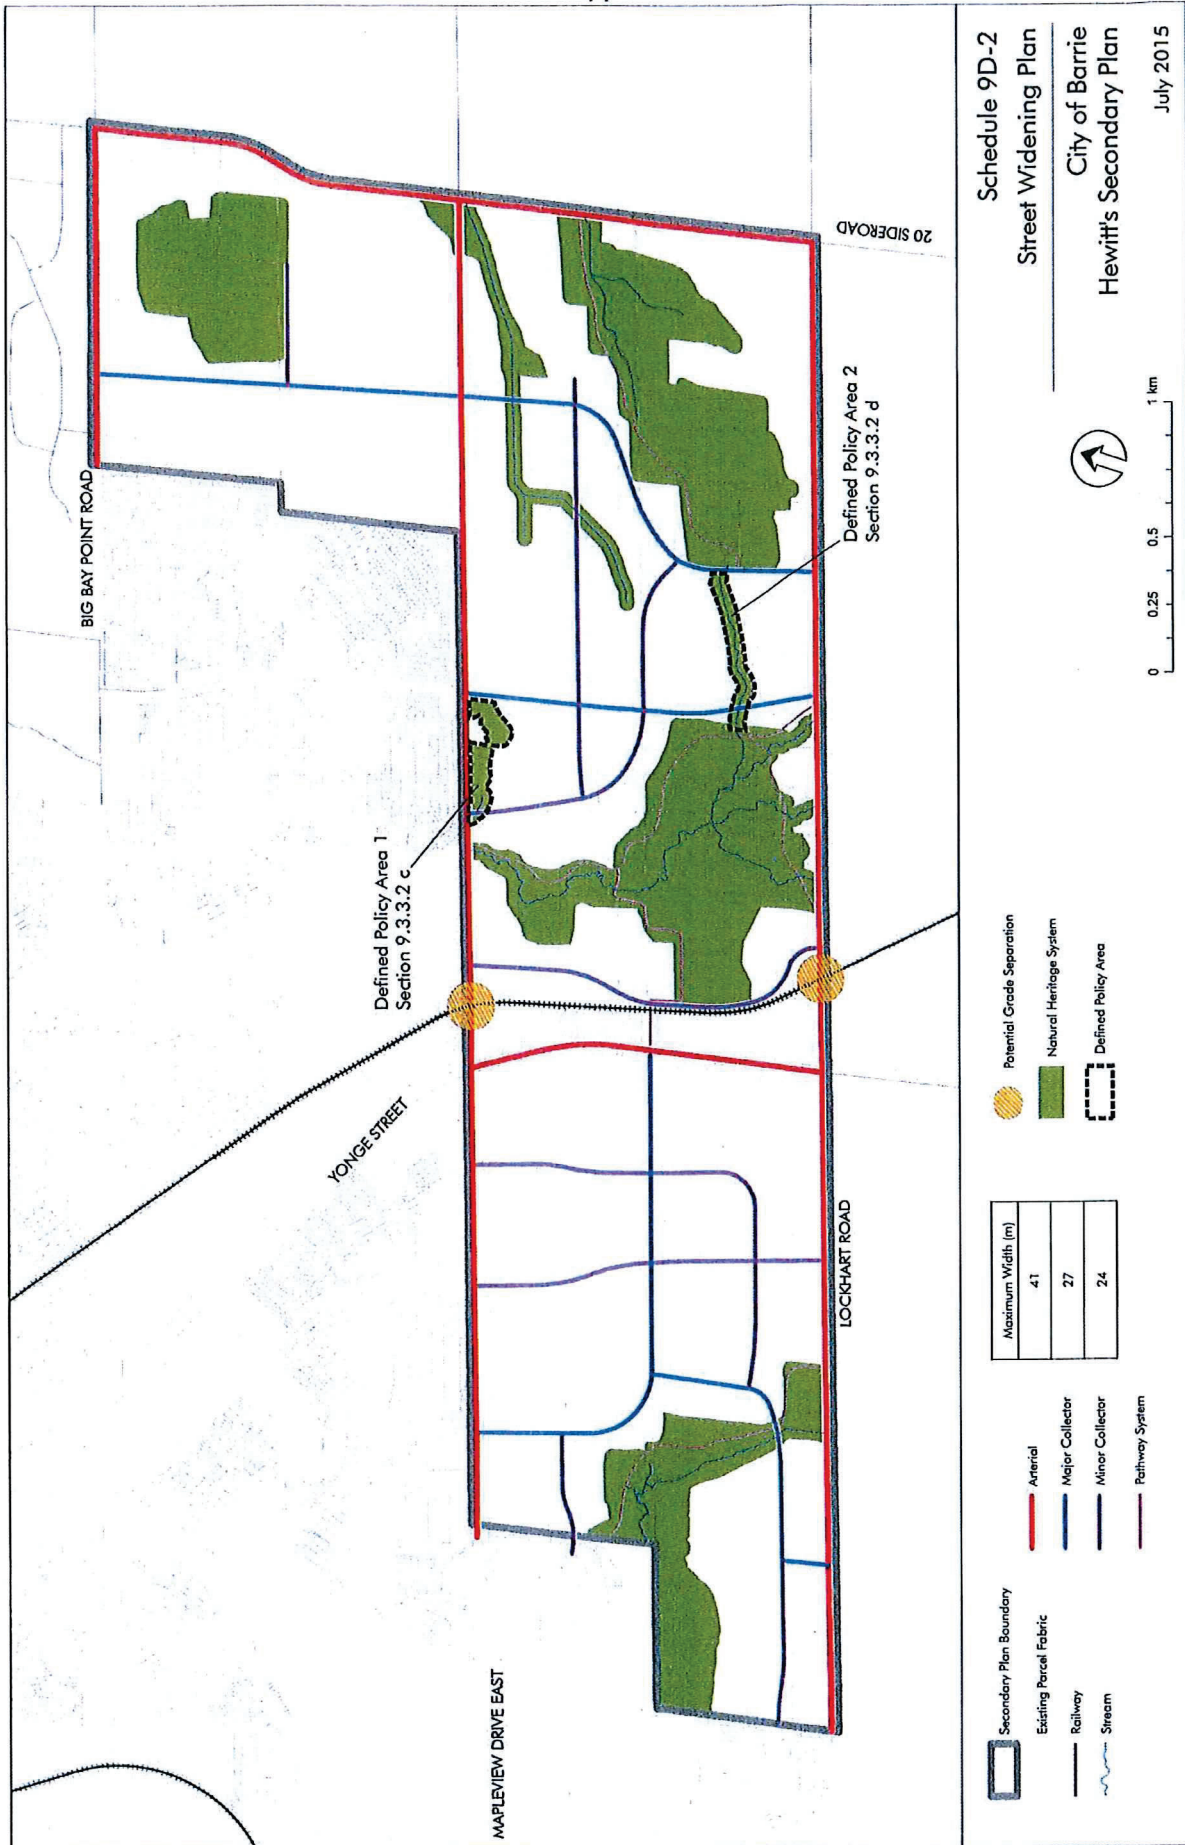 BIG BAY POINT ROAD
20 SIDEROAD
Defined Policy Area 2
Section 9.3.3.2 d
Defined Policy Area 1
Section 9.3.3.2 c
YONGE STREET
LOCKHART ROAD
MAPLEVIEW DRIVE EAST
Secondary Plan Boundary
Existing Parcel Fabric
Railway
Stream
Arterial
Major Collector
Minor Collector
Pathway System
Maximum Width (m)
41
27
24
Potential Grade Separation
Natural Heritage System
Defined Policy Area
0 0.25 0.5 1 km
Schedule 9D-2
Street Widening Plan
City of Barrie
Hewitt's Secondary Plan
July 2015